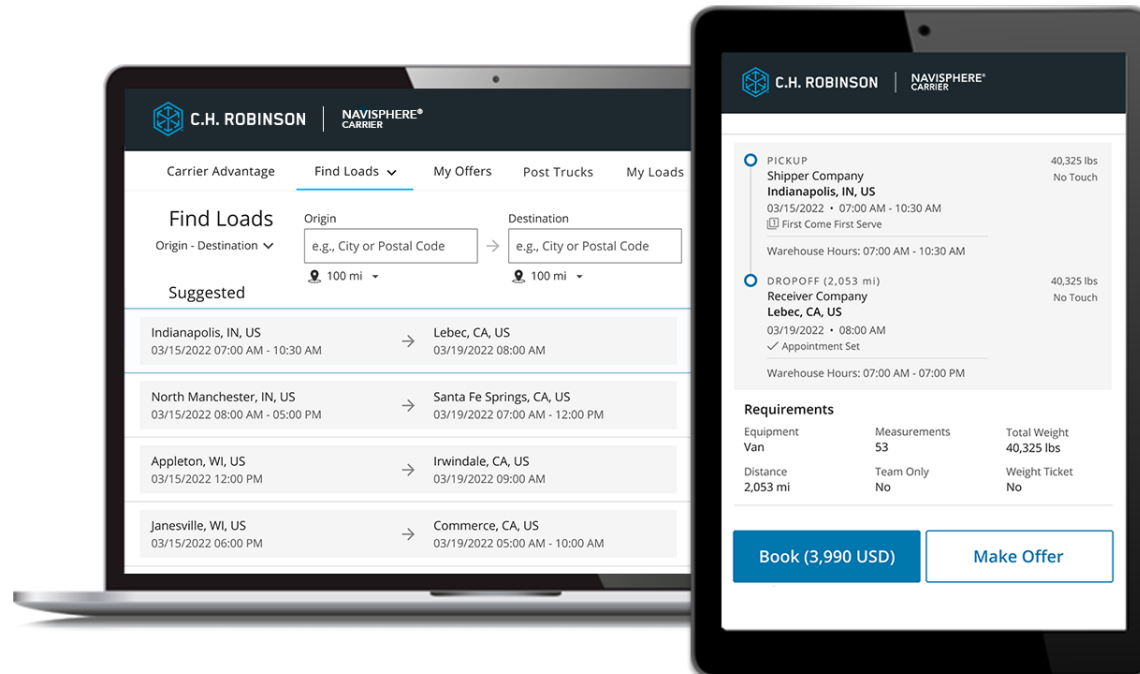 C.H. ROBINSON
NAVISPHERE®
CARRIER
Carrier Advantage
Find Loads
My Offers
Post Trucks
My Loads
Find Loads
Origin - Destination
Origin
e.g., City or Postal Code
100 mi
Destination
e.g., City or Postal Code
100 mi
Suggested
Indianapolis, IN, US
03/15/2022 07:00 AM - 10:30 AM
Lebec, CA, US
03/19/2022 08:00 AM
North Manchester, IN, US
03/15/2022 08:00 AM - 05:00 PM
Santa Fe Springs, CA, US
03/19/2022 07:00 AM - 12:00 PM
Appleton, WI, US
03/15/2022 12:00 PM
Irwindale, CA, US
03/19/2022 09:00 AM
Janesville, WI, US
03/15/2022 06:00 PM
Commerce, CA, US
03/19/2022 05:00 AM - 10:00 AM
C.H. ROBINSON
NAVISPHERE®
CARRIER
PICKUP
Shipper Company
Indianapolis, IN, US
03/15/2022 • 07:00 AM - 10:30 AM
1 First Come First Serve
Warehouse Hours: 07:00 AM - 10:30 AM
40,325 lbs
No Touch
DROPOFF (2,053 mi)
Receiver Company
Lebec, CA, US
03/19/2022 • 08:00 AM
Appointment Set
Warehouse Hours: 07:00 AM - 07:00 PM
40,325 lbs
No Touch
Requirements
Equipment
Van
Measurements
53
Total Weight
40,325 lbs
Distance
2,053 mi
Team Only
No
Weight Ticket
No
Book (3,990 USD)
Make Offer